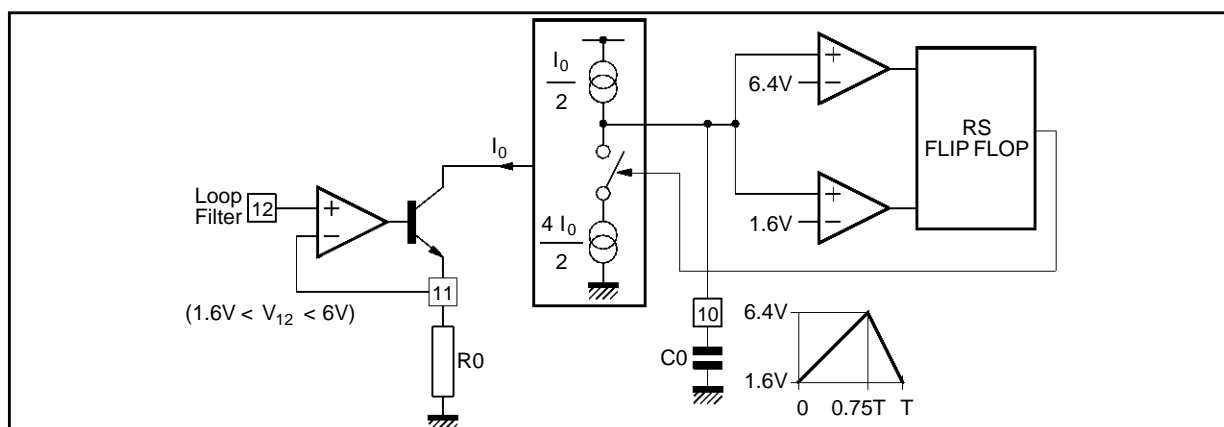 I0
2
6.4V
+
−
RS
FLIP FLOP
I0
Loop
Filter
12
+
−
4 I0
2
+
−
1.6V
11
(1.6V < V12 < 6V)
R0
10
C0
6.4V
1.6V
0 0.75T T